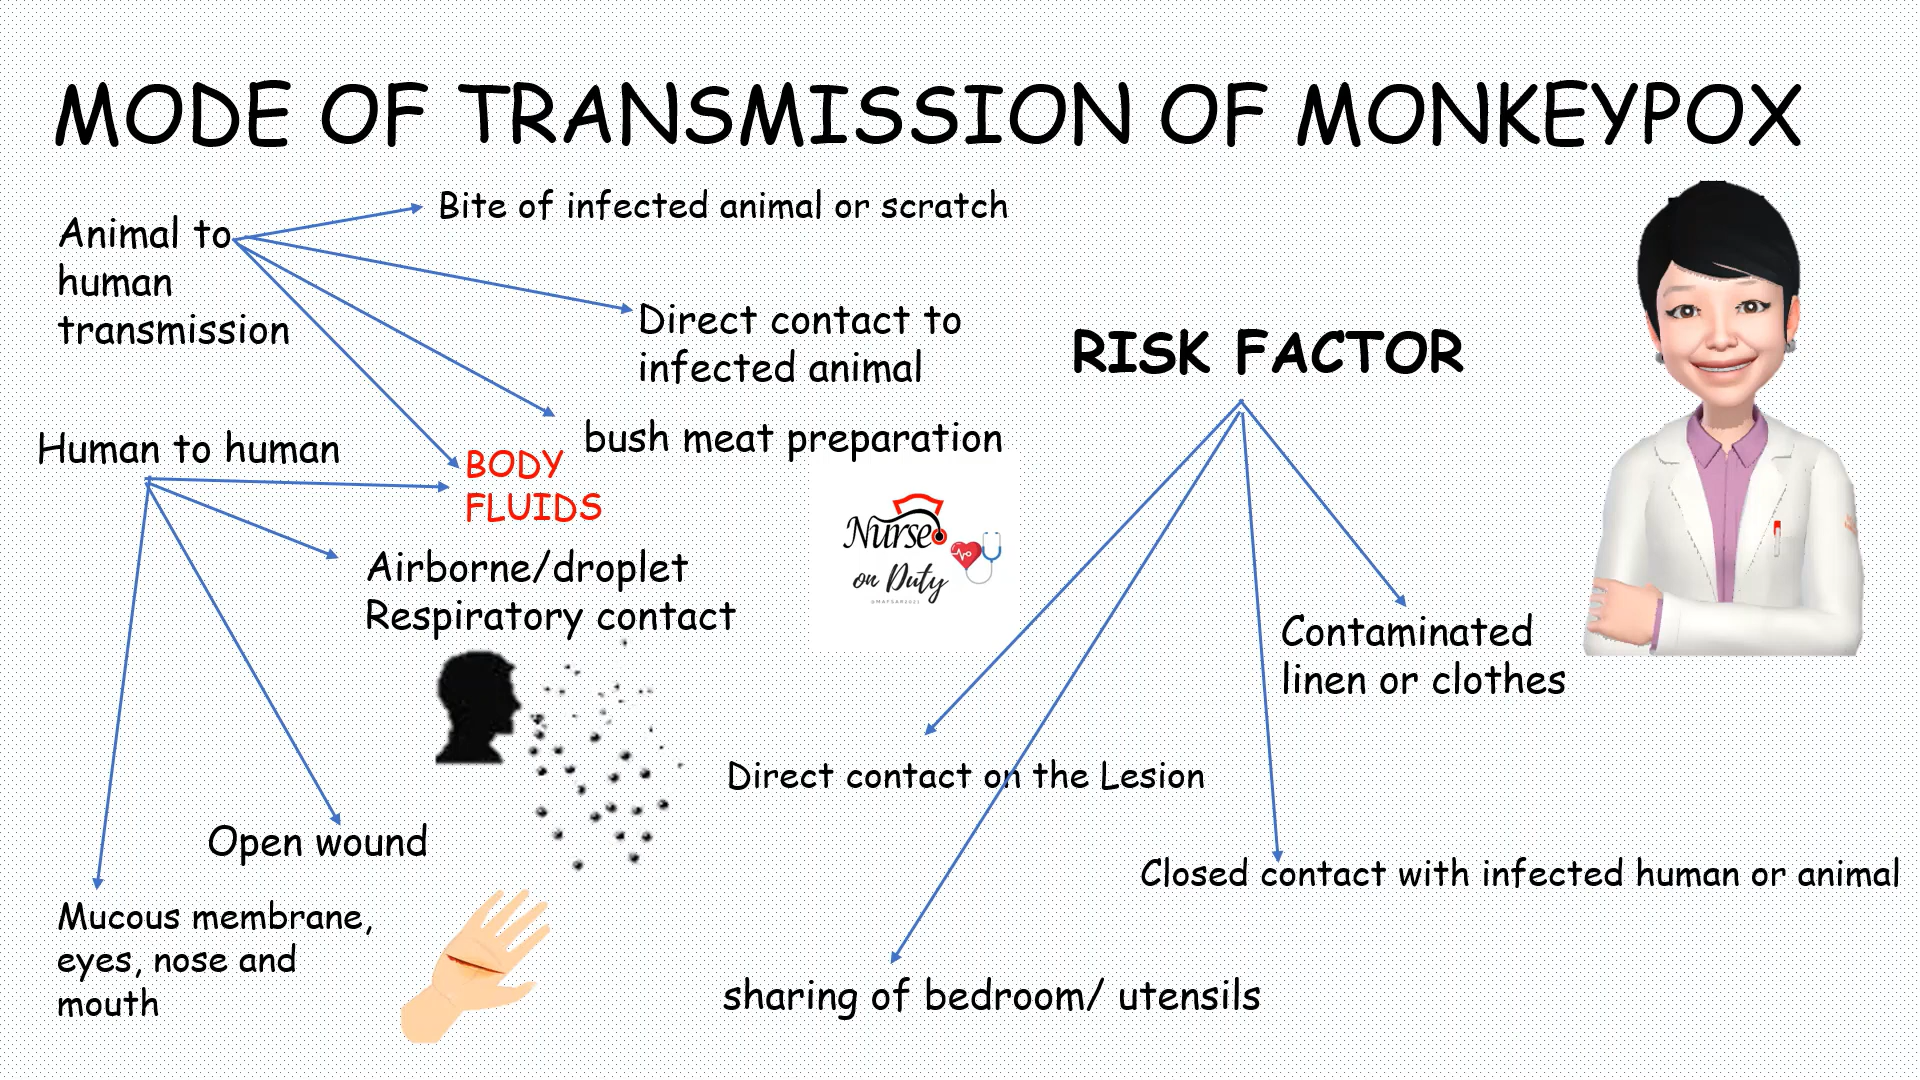 MODE OF TRANSMISSION OF MONKEYPOX
Animal to
human
transmission
Bite of infected animal or scratch
Direct contact to
infected animal
bush meat preparation
BODY
FLUIDS
Human to human
Airborne/droplet
Respiratory contact
Open wound
Mucous membrane,
eyes, nose and
mouth
Nurse
on Duty
RISK FACTOR
Contaminated
linen or clothes
Direct contact on the Lesion
Closed contact with infected human or animal
sharing of bedroom/ utensils